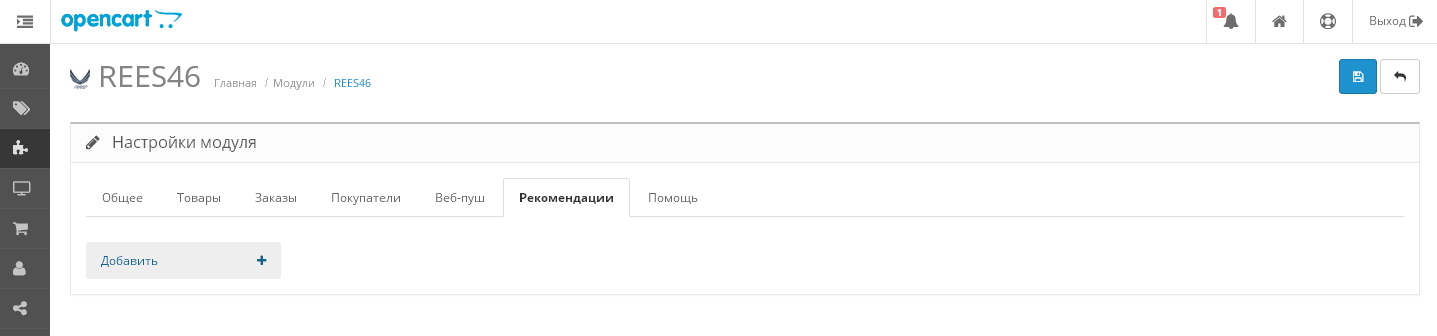 opencart
1
Выход
REES46 Главная / Модули / REES46
Настройки модуля
Общее Товары Заказы Покупатели Веб-пуш Рекомендации Помощь
Добавить +